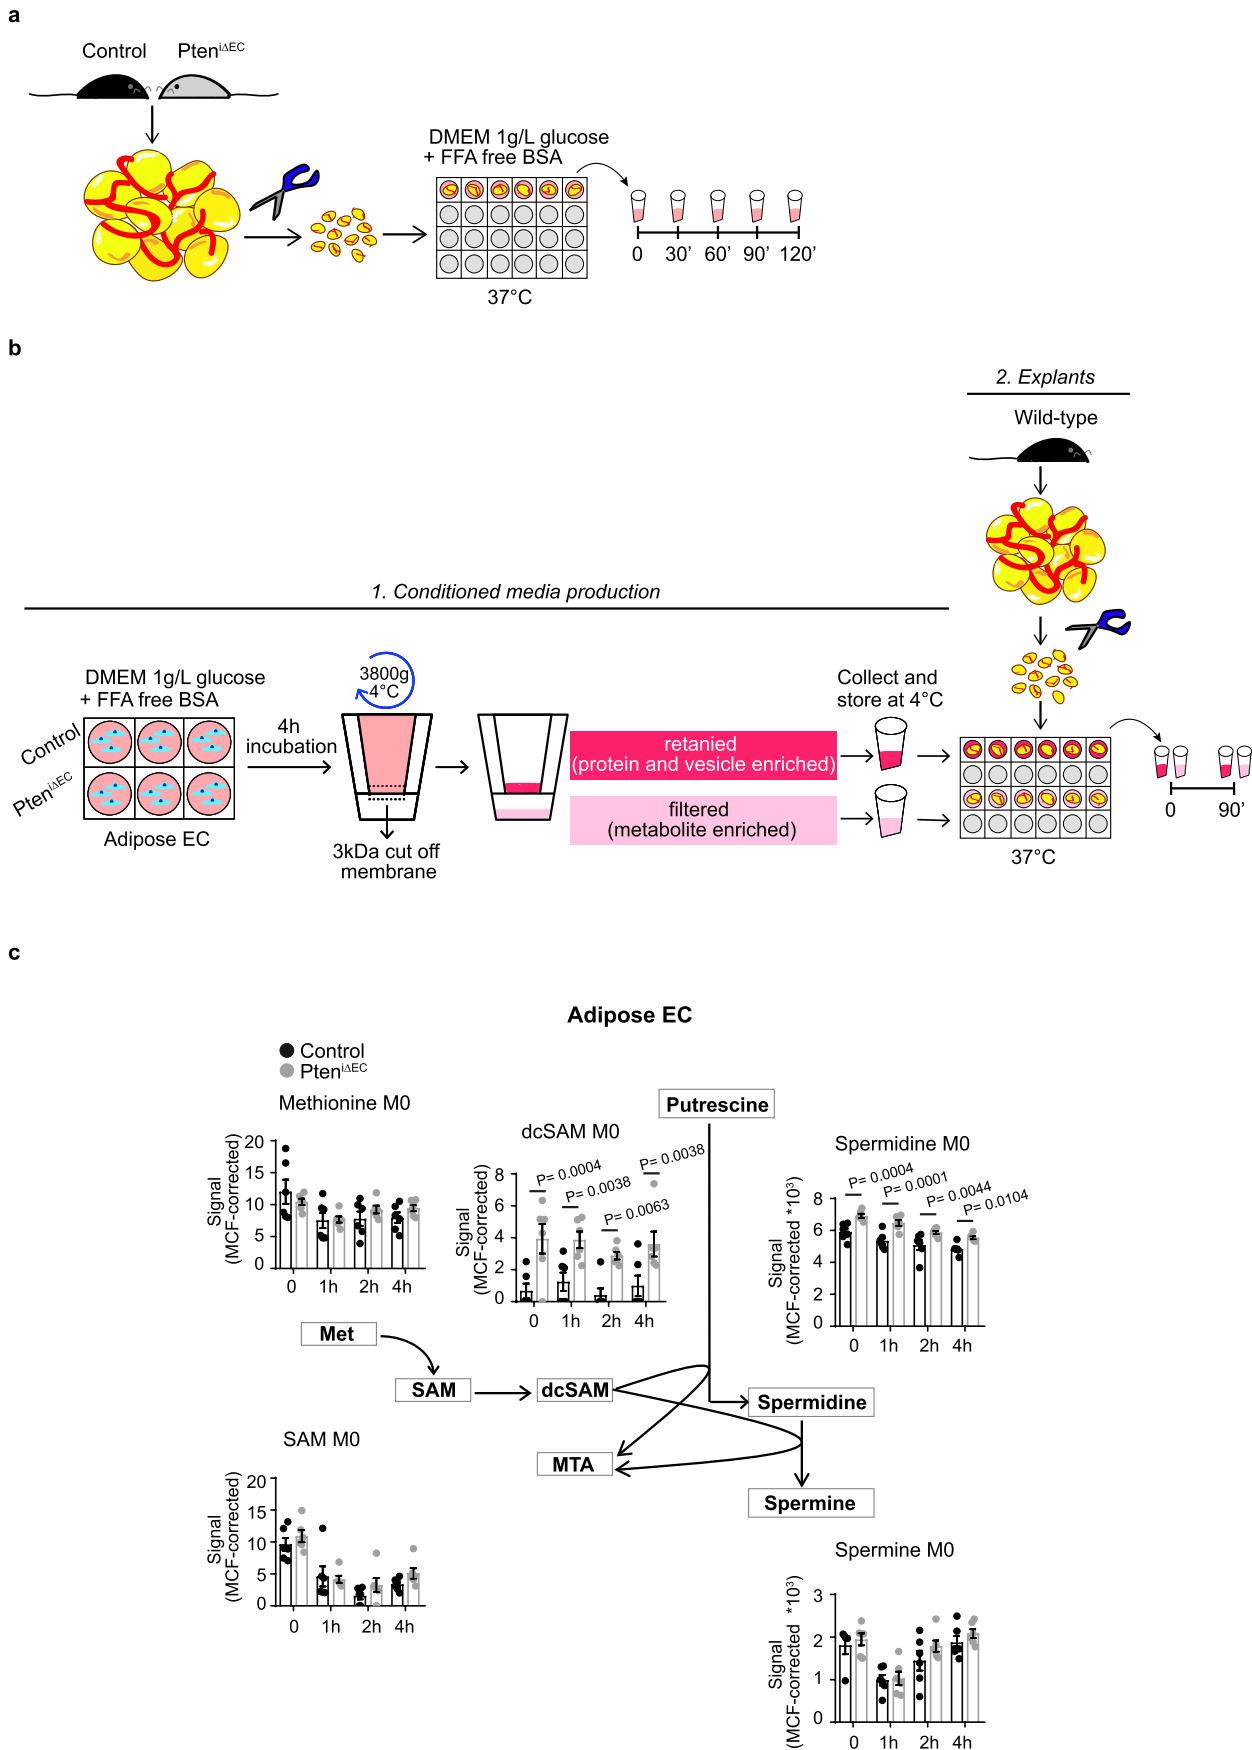 a
Control
Pten iΔEC
DMEM 1g/L glucose
+ FFA free BSA
0 30’ 60’ 90’ 120’
37°C
b
2. Explants
Wild-type
1. Conditioned media production
DMEM 1g/L glucose
+ FFA free BSA
Control
Pten iΔEC
Adipose EC
4h
incubation
3800g
4°C
3kDa cut off
membrane
retanied
(protein and vesicle enriched)
filtered
(metabolite enriched)
Collect and
store at 4°C
37°C
0 90’
c
Adipose EC
Control
Pten iΔEC
Methionine M0
Signal
(MCF-corrected)
20
15
10
5
0
0 1h 2h 4h
dcSAM M0
Signal
(MCF-corrected)
8
6
4
2
0
P= 0.0004
P= 0.0038
P= 0.0063
P= 0.0038
0 1h 2h 4h
Putrescine
Spermidine M0
Signal
(MCF-corrected *10³)
8
6
4
2
0
P= 0.0004
P= 0.0001
P= 0.0044
P= 0.0104
0 1h 2h 4h
Met
SAM
dcSAM
Spermidine
MTA
Spermine
SAM M0
Signal
(MCF-corrected)
20
15
10
5
0
0 1h 2h 4h
Spermine M0
Signal
(MCF-corrected *10³)
3
2
1
0
0 1h 2h 4h